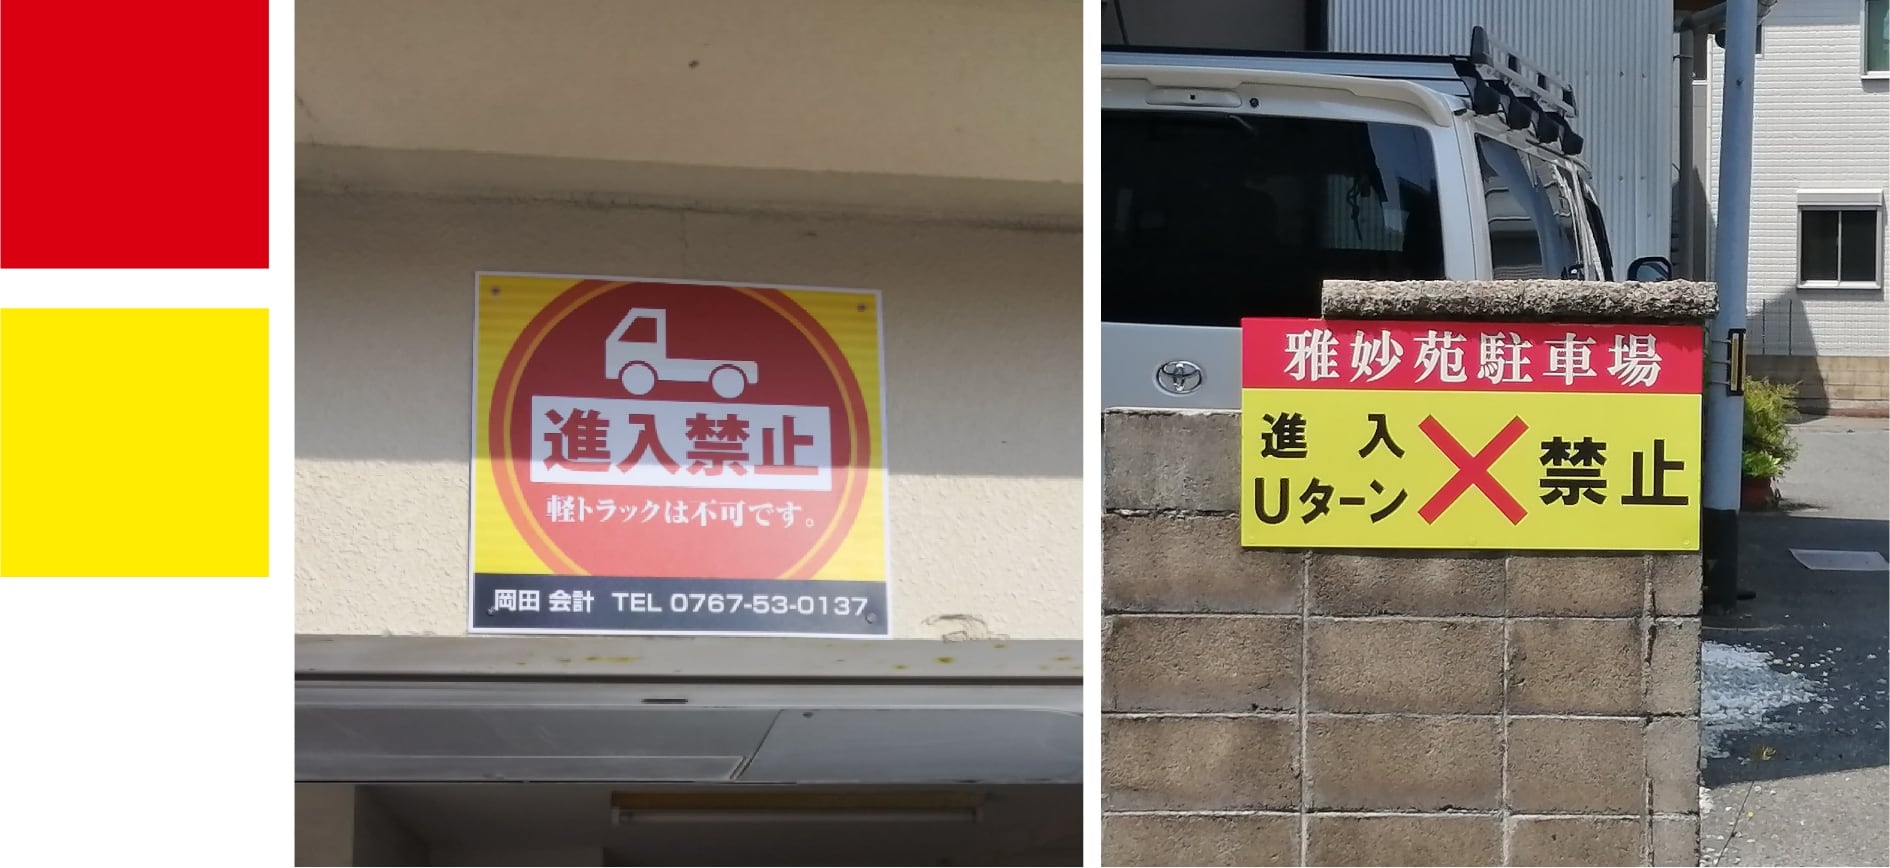 進入禁止
軽トラックは不可です。
岡田 会計 TEL 0767-53-0137
雅妙苑駐車場
進 入
Uターン
禁止